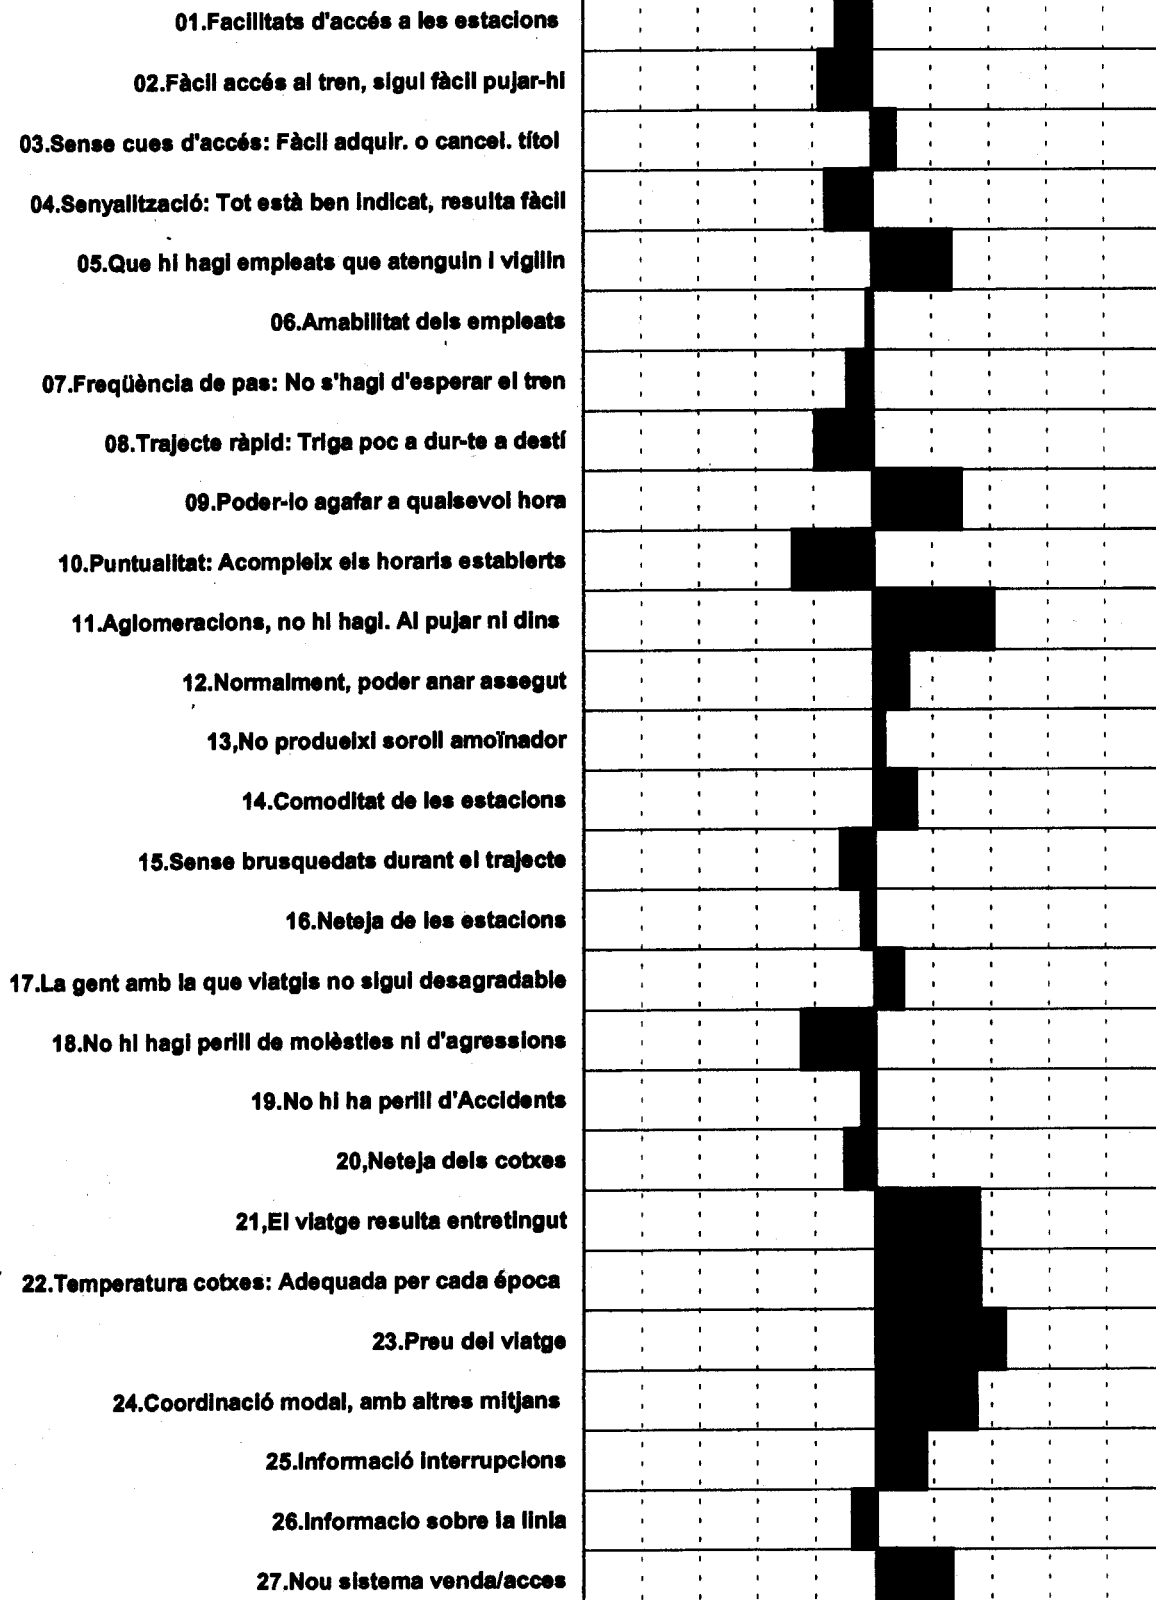 01.Facilitats d'accés a les estacions
02.Fàcil accés al tren, sigui fàcil pujar-hi
03.Sense cues d'accés: Fàcil adquir. o cancel. títol
04.Senyalització: Tot està ben indicat, resulta fàcil
05.Que hi hagi empleats que atenguin i vigilin
06.Amabilitat dels empleats
07.Freqüència de pas: No s'hagi d'esperar el tren
08.Trajecte ràpid: Triga poc a dur-te a destí
09.Poder-lo agafar a qualsevol hora
10.Puntualitat: Acompleix els horaris establerts
11.Aglomeracions, no hi hagi. Al pujar ni dins
12.Normalment, poder anar assegut
13,No produeixi soroll amoïnador
14.Comoditat de les estacions
15.Sense brusquedats durant el trajecte
16.Neteja de les estacions
17.La gent amb la que viatgis no sigui desagradable
18.No hi hagi perill de molèsties ni d'agressions
19.No hi ha perill d'Accidents
20,Neteja dels cotxes
21,El viatge resulta entretingut
22.Temperatura cotxes: Adequada per cada época
23.Preu del viatge
24.Coordinació modal, amb altres mitjans
25.Informació interrupcions
26.Informacio sobre la linia
27.Nou sistema venda/acces